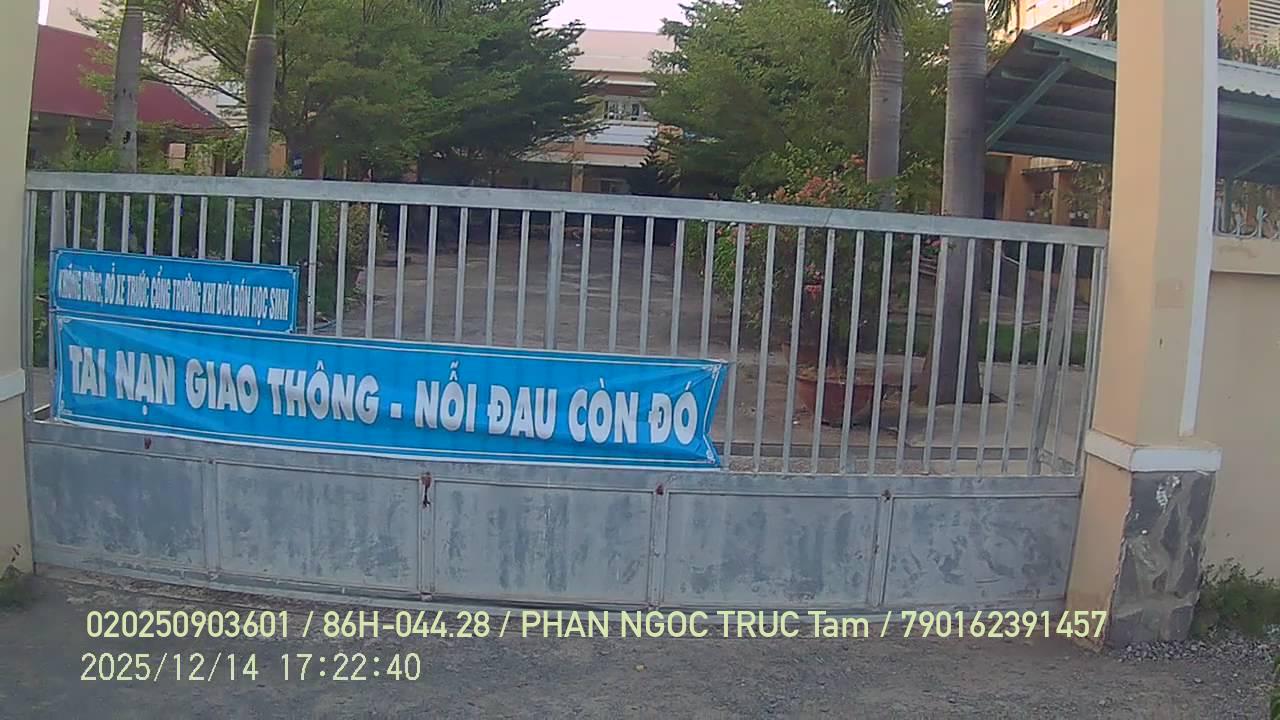 KHÔNG DỪNG, ĐỖ XE TRƯỚC CỔNG TRƯỜNG KHI ĐƯA ĐÓN HỌC SINH
TAI NẠN GIAO THÔNG - NỖI ĐAU CÒN ĐÓ
020250903601 / 86H-044.28 / PHAN NGOC TRUC Tam / 790162391457
2025/12/14 17:22:40